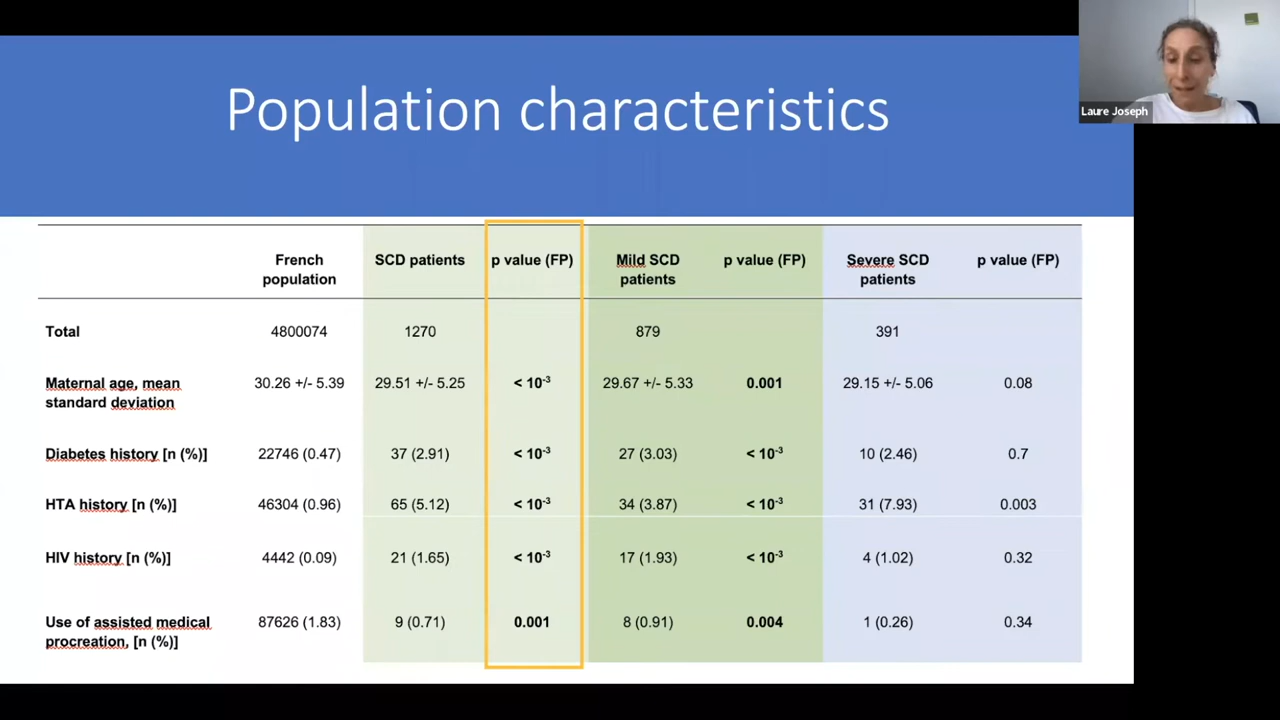 Population characteristics
Laure Joseph
French population SCD patients p value (FP) Mild SCD patients p value (FP) Severe SCD patients p value (FP)
Total 4800074 1270 879 391
Maternal age, mean standard deviation 30.26 +/- 5.39 29.51 +/- 5.25 < 10-3 29.67 +/- 5.33 0.001 29.15 +/- 5.06 0.08
Diabetes history [n (%)] 22746 (0.47) 37 (2.91) < 10-3 27 (3.03) < 10-3 10 (2.46) 0.7
HTA history [n (%)] 46304 (0.96) 65 (5.12) < 10-3 34 (3.87) < 10-3 31 (7.93) 0.003
HIV history [n (%)] 4442 (0.09) 21 (1.65) < 10-3 17 (1.93) < 10-3 4 (1.02) 0.32
Use of assisted medical procreation, [n (%)] 87626 (1.83) 9 (0.71) 0.001 8 (0.91) 0.004 1 (0.26) 0.34